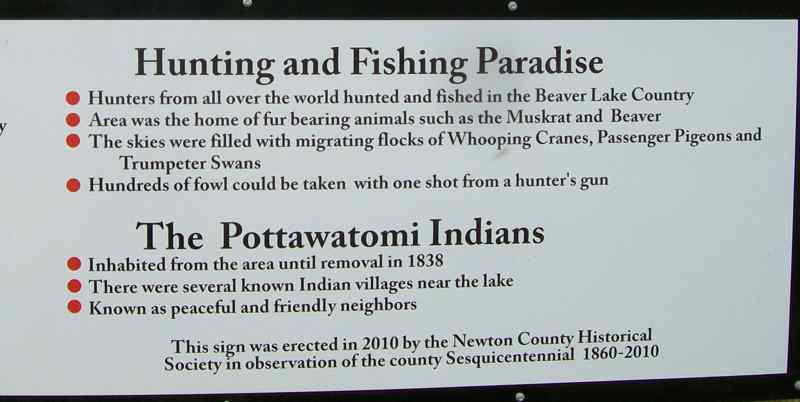 Hunting and Fishing Paradise
Hunters from all over the world hunted and fished in the Beaver Lake Country
Area was the home of fur bearing animals such as the Muskrat and Beaver
The skies were filled with migrating flocks of Whooping Cranes, Passenger Pigeons and
Trumpeter Swans
Hundreds of fowl could be taken with one shot from a hunter's gun
The Pottawatomi Indians
Inhabited from the area until removal in 1838
There were several known Indian villages near the lake
Known as peaceful and friendly neighbors
This sign was erected in 2010 by the Newton County Historical
Society in observation of the county Sesquicentennial 1860-2010